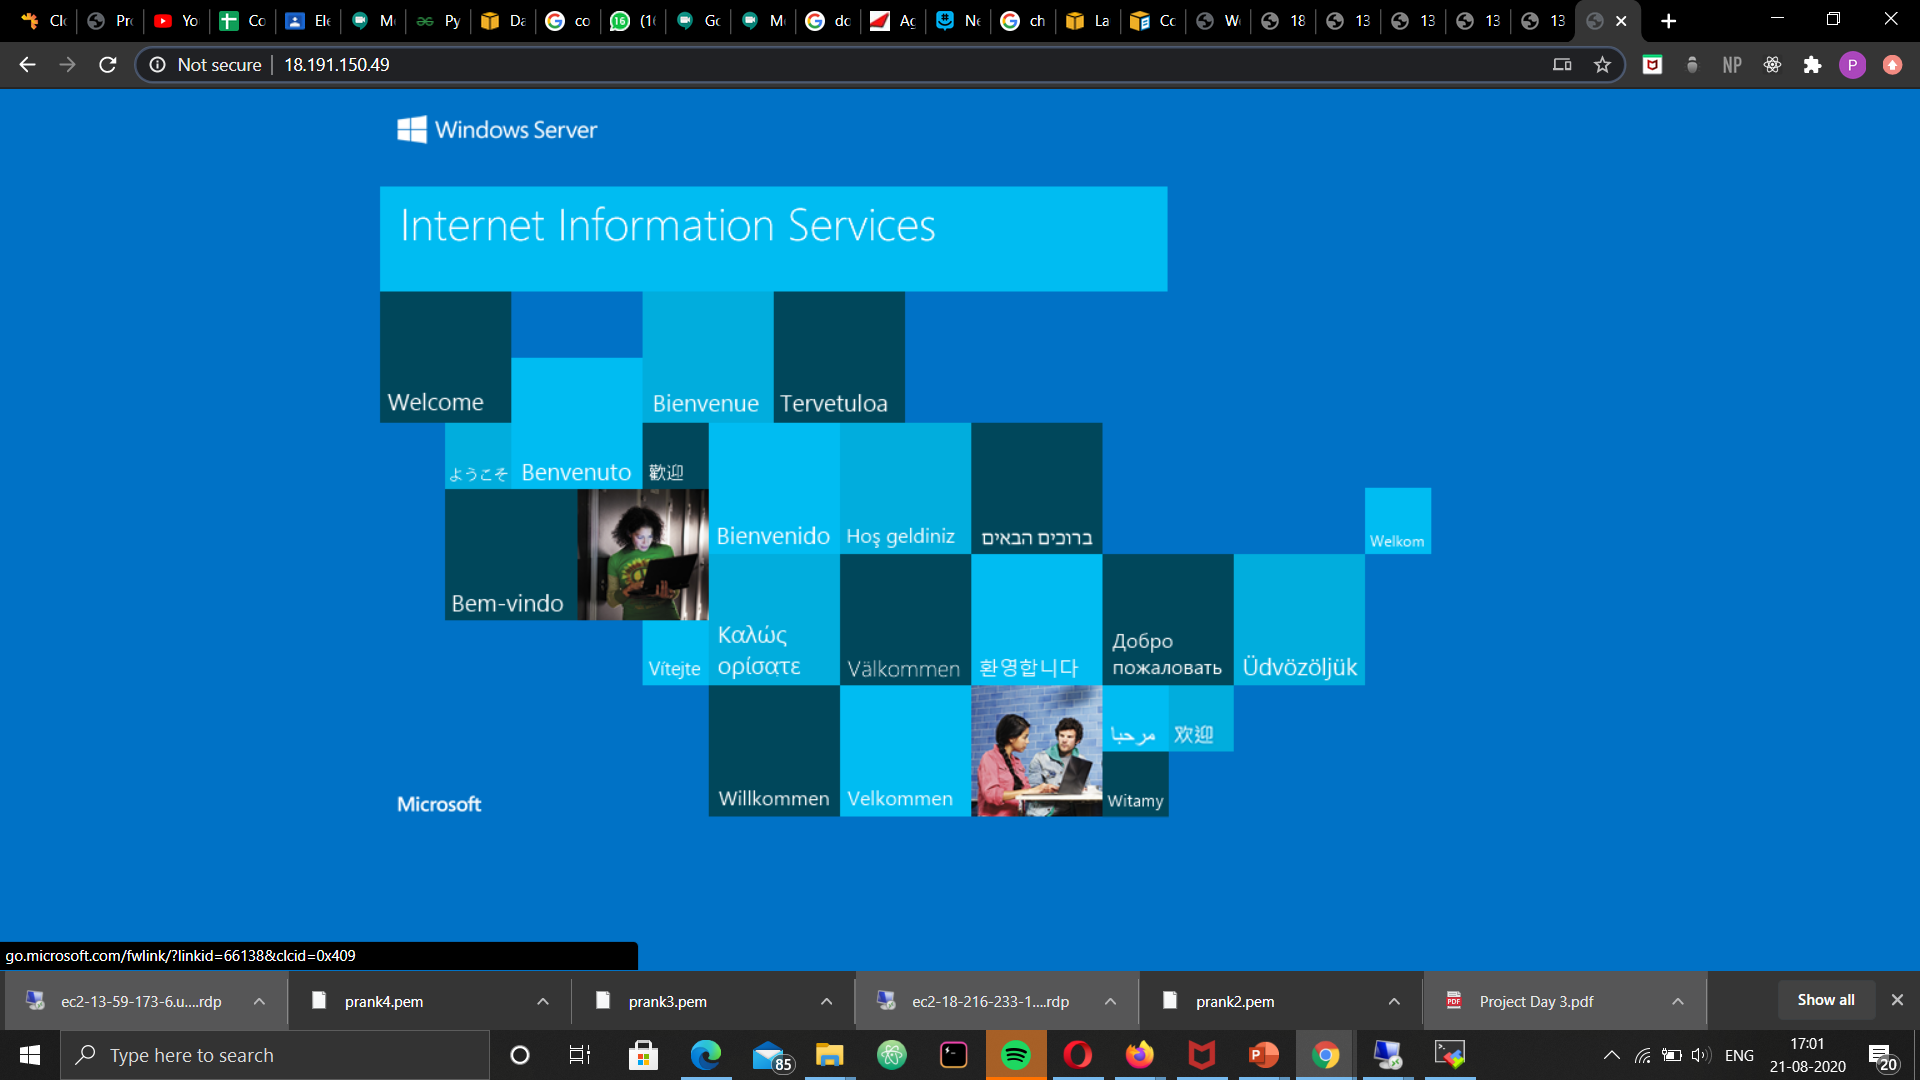 Cl
Pr
Yo
Co
Ele
M
Py
Da
co
(16
Go
M
do
Ag
Ne
ch
La
Co
W
18
13
13
13
13
Not secure
18.191.150.49
NP
P
Windows Server
Internet Information Services
Welcome
Bienvenue
Tervetuloa
ようこそ
Benvenuto
歡迎
Bienvenido
Hoş geldiniz
ברוכים הבאים
Welkom
Bem-vindo
Vítejte
Καλώς
ορίσατε
Välkommen
환영합니다
Добро
пожаловать
Üdvözöljük
Microsoft
Willkommen
Velkommen
مرحبا
欢迎
Witamy
go.microsoft.com/fwlink/?linkid=66138&clcid=0x409
ec2-13-59-173-6.u....rdp
prank4.pem
prank3.pem
ec2-18-216-233-1....rdp
prank2.pem
Project Day 3.pdf
Show all
Type here to search
85
ENG
17:01
21-08-2020
20